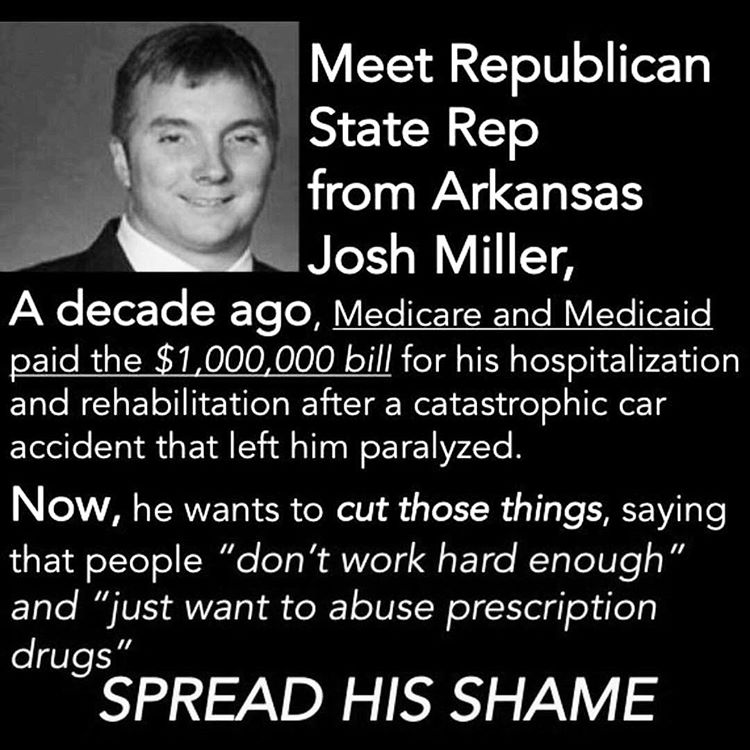 Meet Republican
State Rep
from Arkansas
Josh Miller,
A decade ago, Medicare and Medicaid
paid the $1,000,000 bill for his hospitalization
and rehabilitation after a catastrophic car
accident that left him paralyzed.
Now, he wants to cut those things, saying
that people "don't work hard enough"
and "just want to abuse prescription
drugs"
SPREAD HIS SHAME